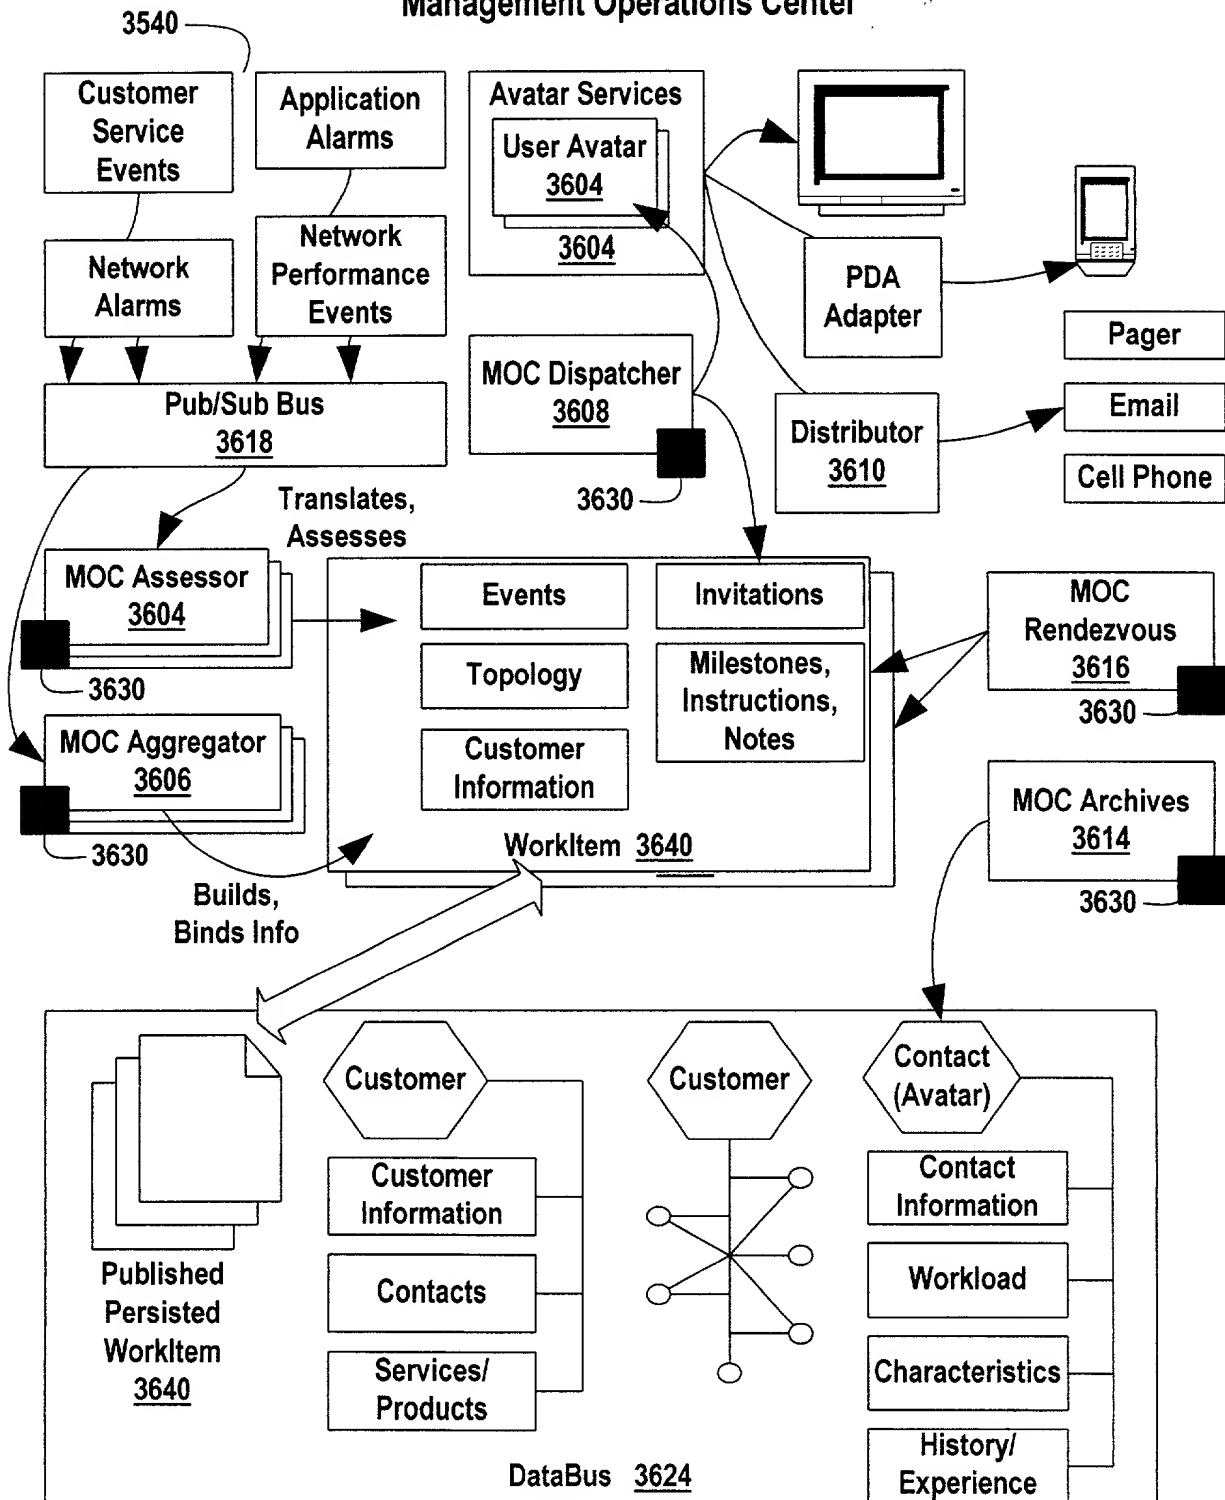 Management Operations Center
3540
Customer
Service
Events
Application
Alarms
Network
Alarms
Network
Performance
Events
Pub/Sub Bus
3618
Avatar Services
User Avatar
3604
3604
MOC Dispatcher
3608
3630
PDA
Adapter
Distributor
3610
Pager
Email
Cell Phone
Translates,
Assesses
MOC Assessor
3604
3630
MOC Aggregator
3606
3630
Builds,
Binds Info
Events
Topology
Customer
Information
Invitations
Milestones,
Instructions,
Notes
WorkItem 3640
MOC
Rendezvous
3616
3630
MOC Archives
3614
3630
Published
Persisted
WorkItem
3640
Customer
Customer
Information
Contacts
Services/
Products
Customer
Contact
(Avatar)
Contact
Information
Workload
Characteristics
History/
Experience
DataBus 3624